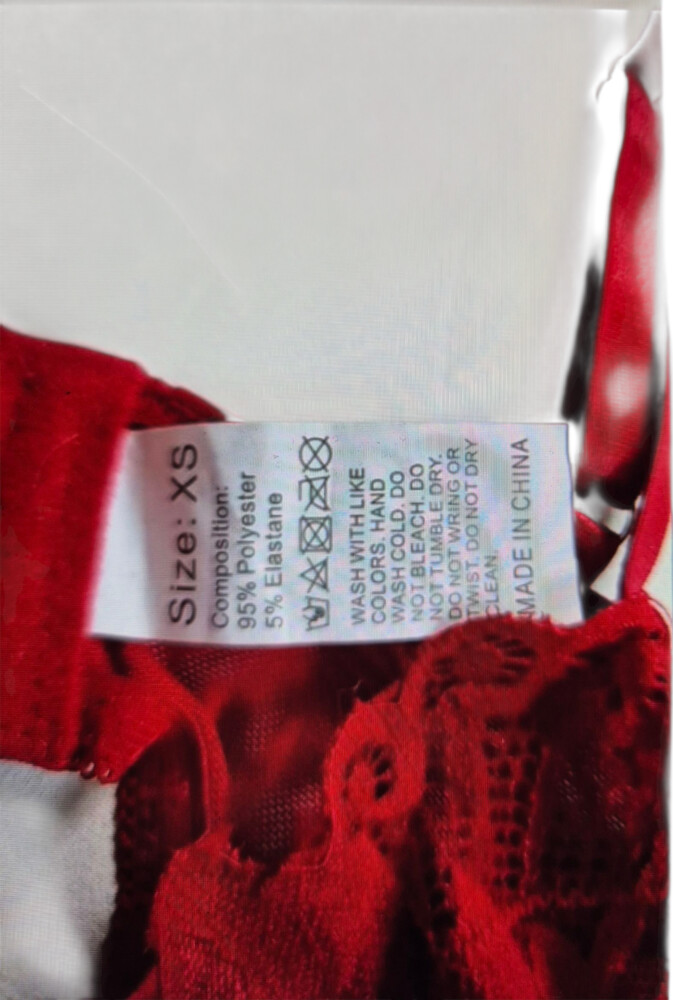 Size: XS
Composition:
95% Polyester
5% Elastane
WASH WITH LIKE
COLORS. HAND
WASH COLD. DO
NOT BLEACH. DO
NOT TUMBLE DRY.
DO NOT WRING OR
TWIST. DO NOT DRY
CLEAN.
MADE IN CHINA